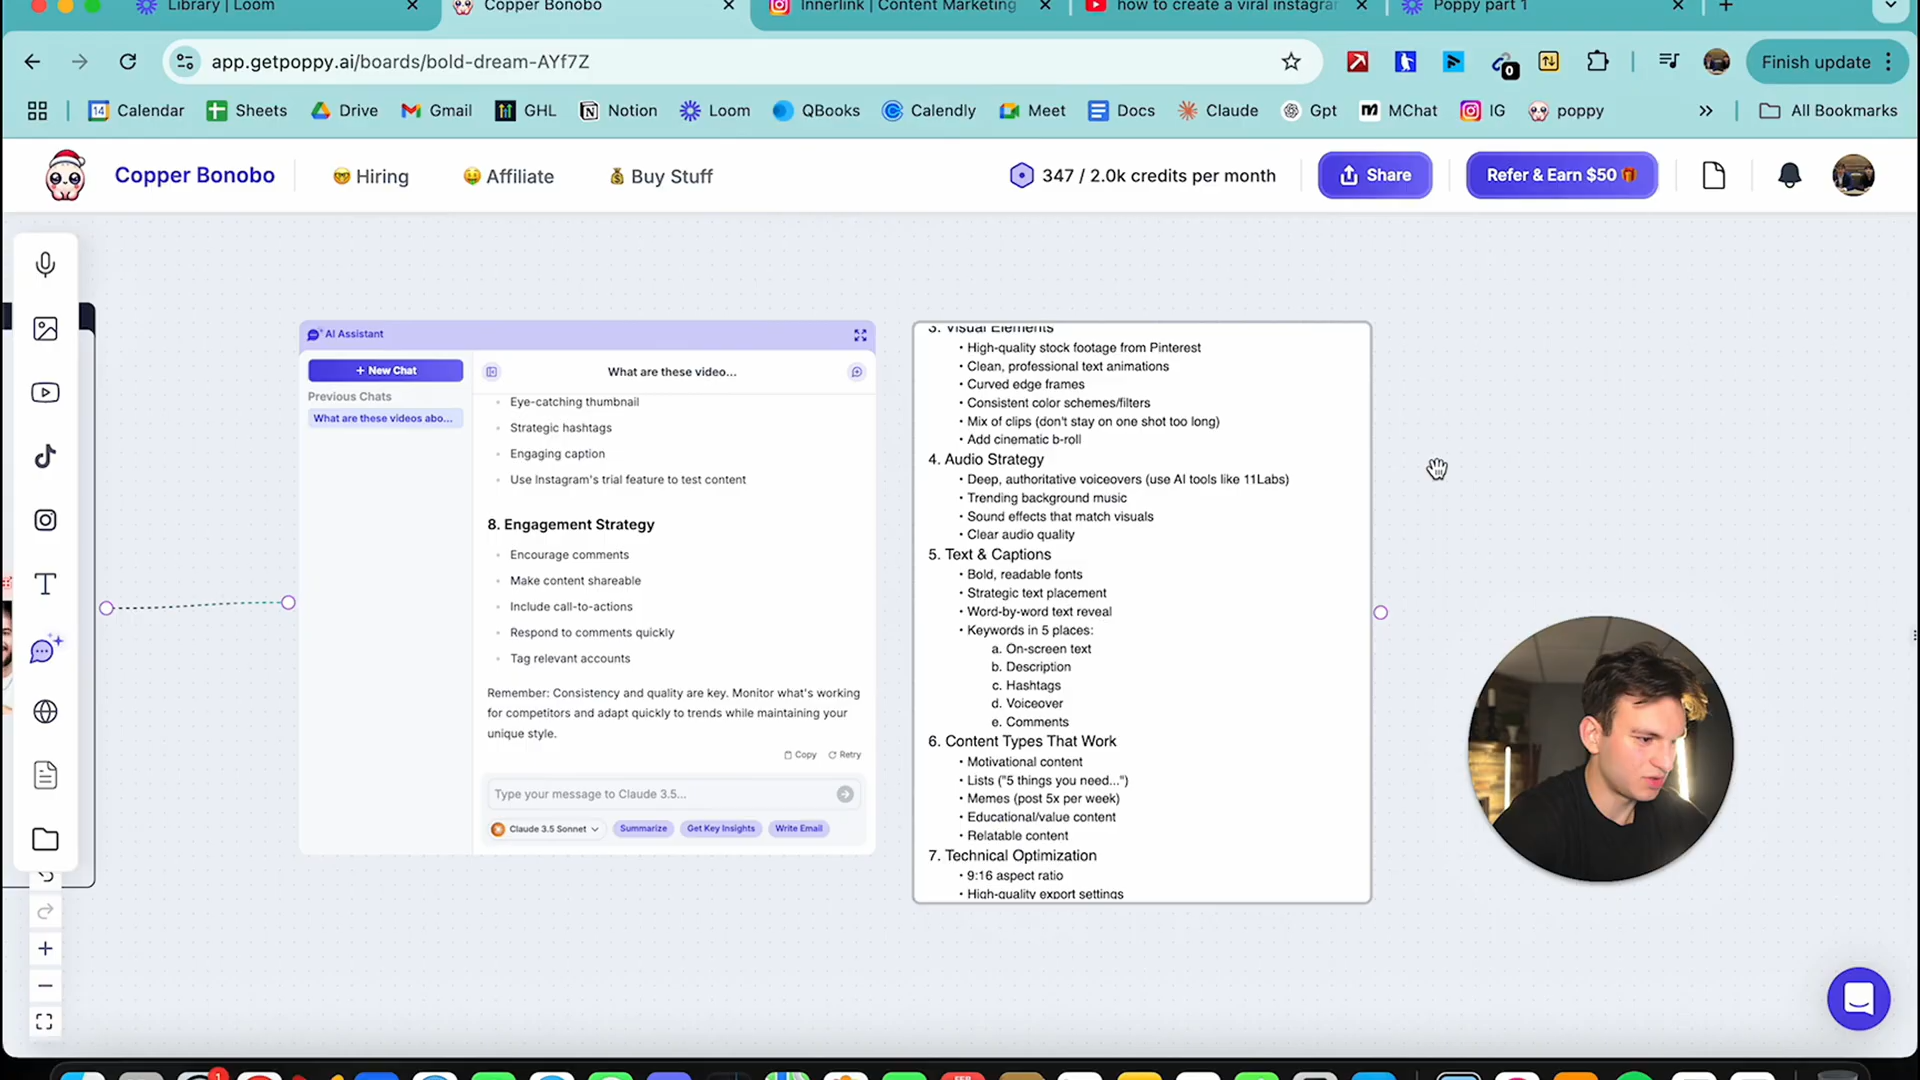 Library | Loom
Copper Bonobo
Innerlink | Content Marketing
how to create a viral instagra
Poppy part 1
app.getpoppy.ai/boards/bold-dream-AYf7Z
0
Finish update
14 Calendar
Sheets
Drive
Gmail
GHL
Notion
Loom
QBooks
Calendly
Meet
Docs
Claude
Gpt
MChat
IG
poppy
All Bookmarks
Copper Bonobo
Hiring
Affiliate
Buy Stuff
347 / 2.0k credits per month
Share
Refer & Earn $50
AI Assistant
+ New Chat
Previous Chats
What are these videos abo...
What are these video...
• Eye-catching thumbnail
• Strategic hashtags
• Engaging caption
• Use Instagram's trial feature to test content
8. Engagement Strategy
• Encourage comments
• Make content shareable
• Include call-to-actions
• Respond to comments quickly
• Tag relevant accounts
Remember: Consistency and quality are key. Monitor what's working
for competitors and adapt quickly to trends while maintaining your
unique style.
Copy
Retry
Type your message to Claude 3.5...
Claude 3.5 Sonnet
Summarize
Get Key Insights
Write Email
3. Visual Elements
• High-quality stock footage from Pinterest
• Clean, professional text animations
• Curved edge frames
• Consistent color schemes/filters
• Mix of clips (don't stay on one shot too long)
• Add cinematic b-roll
4. Audio Strategy
• Deep, authoritative voiceovers (use AI tools like 11Labs)
• Trending background music
• Sound effects that match visuals
• Clear audio quality
5. Text & Captions
• Bold, readable fonts
• Strategic text placement
• Word-by-word text reveal
• Keywords in 5 places:
a. On-screen text
b. Description
c. Hashtags
d. Voiceover
e. Comments
6. Content Types That Work
• Motivational content
• Lists ("5 things you need...")
• Memes (post 5x per week)
• Educational/value content
• Relatable content
7. Technical Optimization
• 9:16 aspect ratio
• High-quality export settings
1
FEB